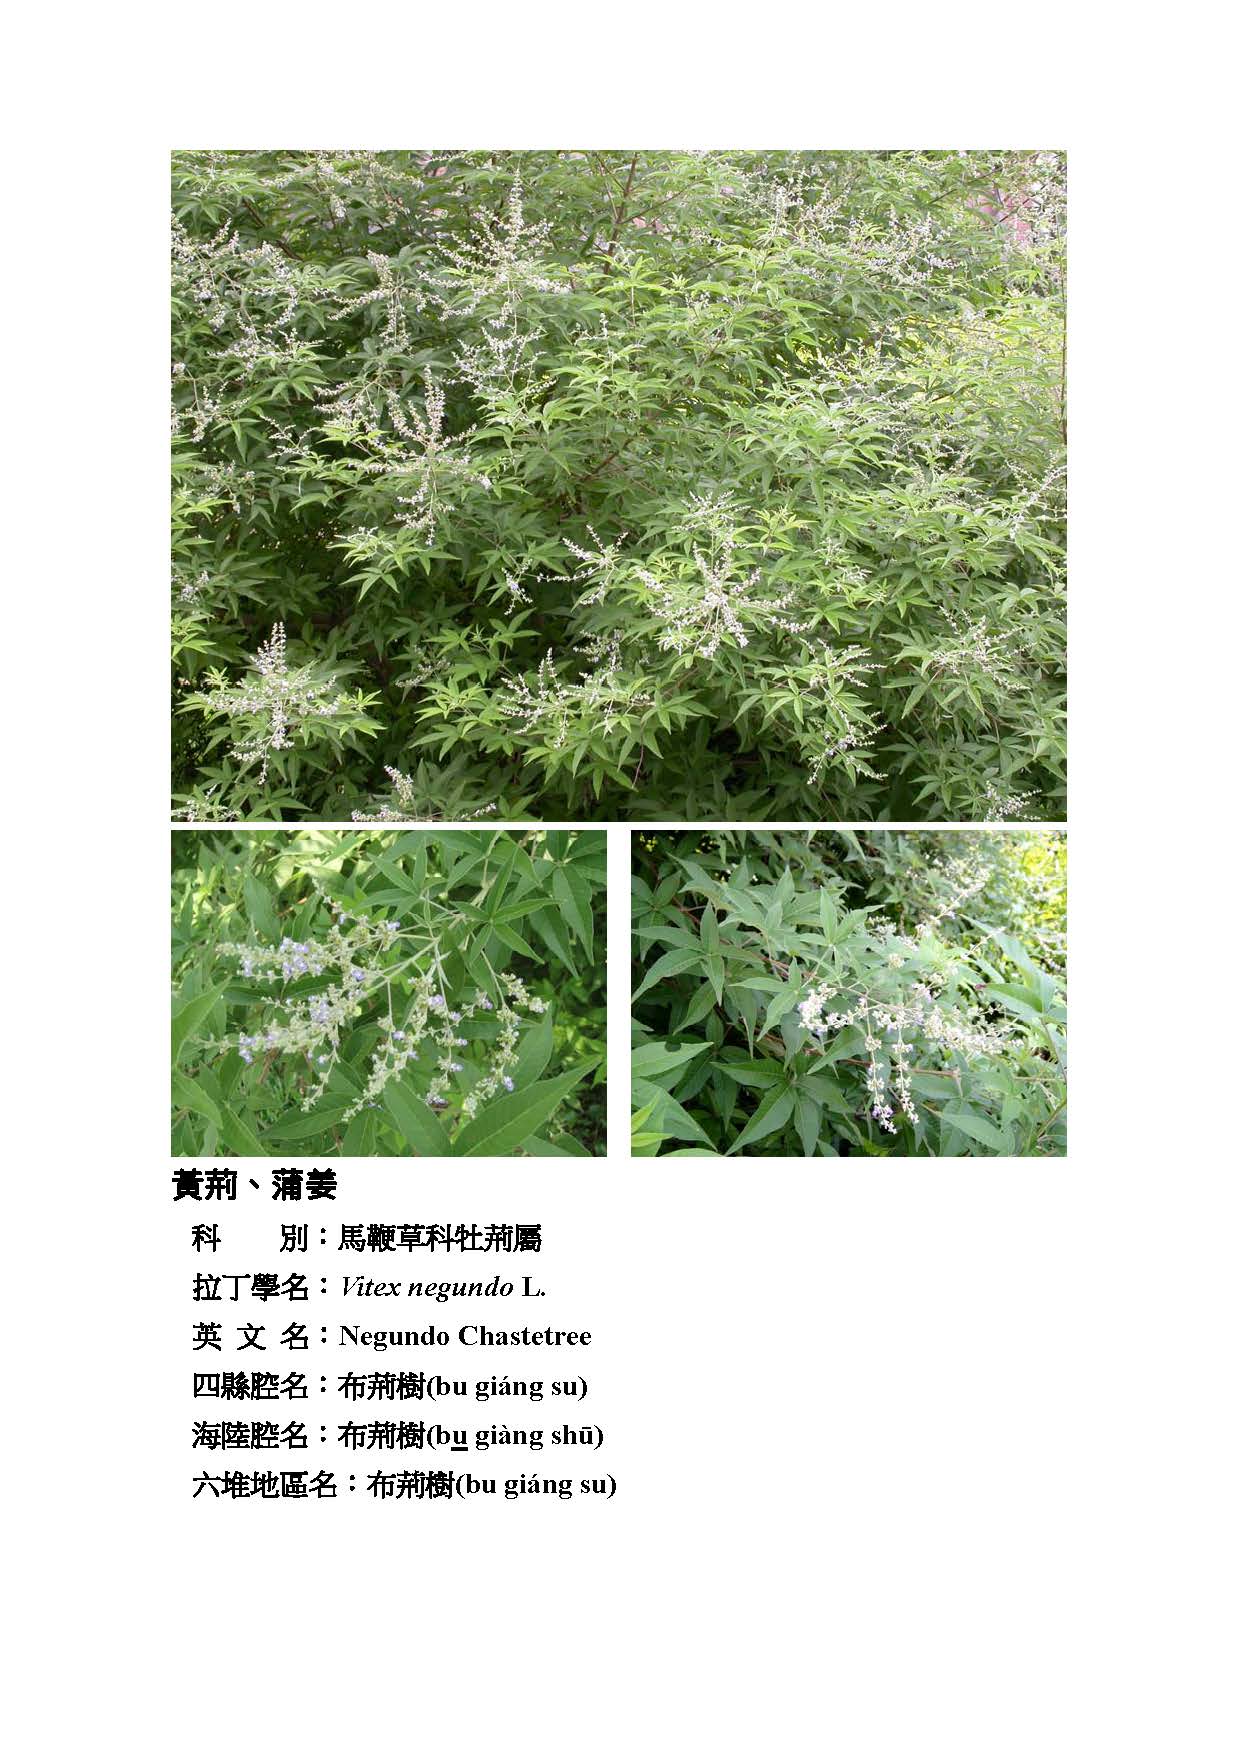 黃荊、蒲姜
科　　別：馬鞭草科牡荊屬
拉丁學名：Vitex negundo L.
英 文 名：Negundo Chastetree
四縣腔名：布荊樹(bu giáng su)
海陸腔名：布荊樹(bu giàng shū)
六堆地區名：布荊樹(bu giáng su)